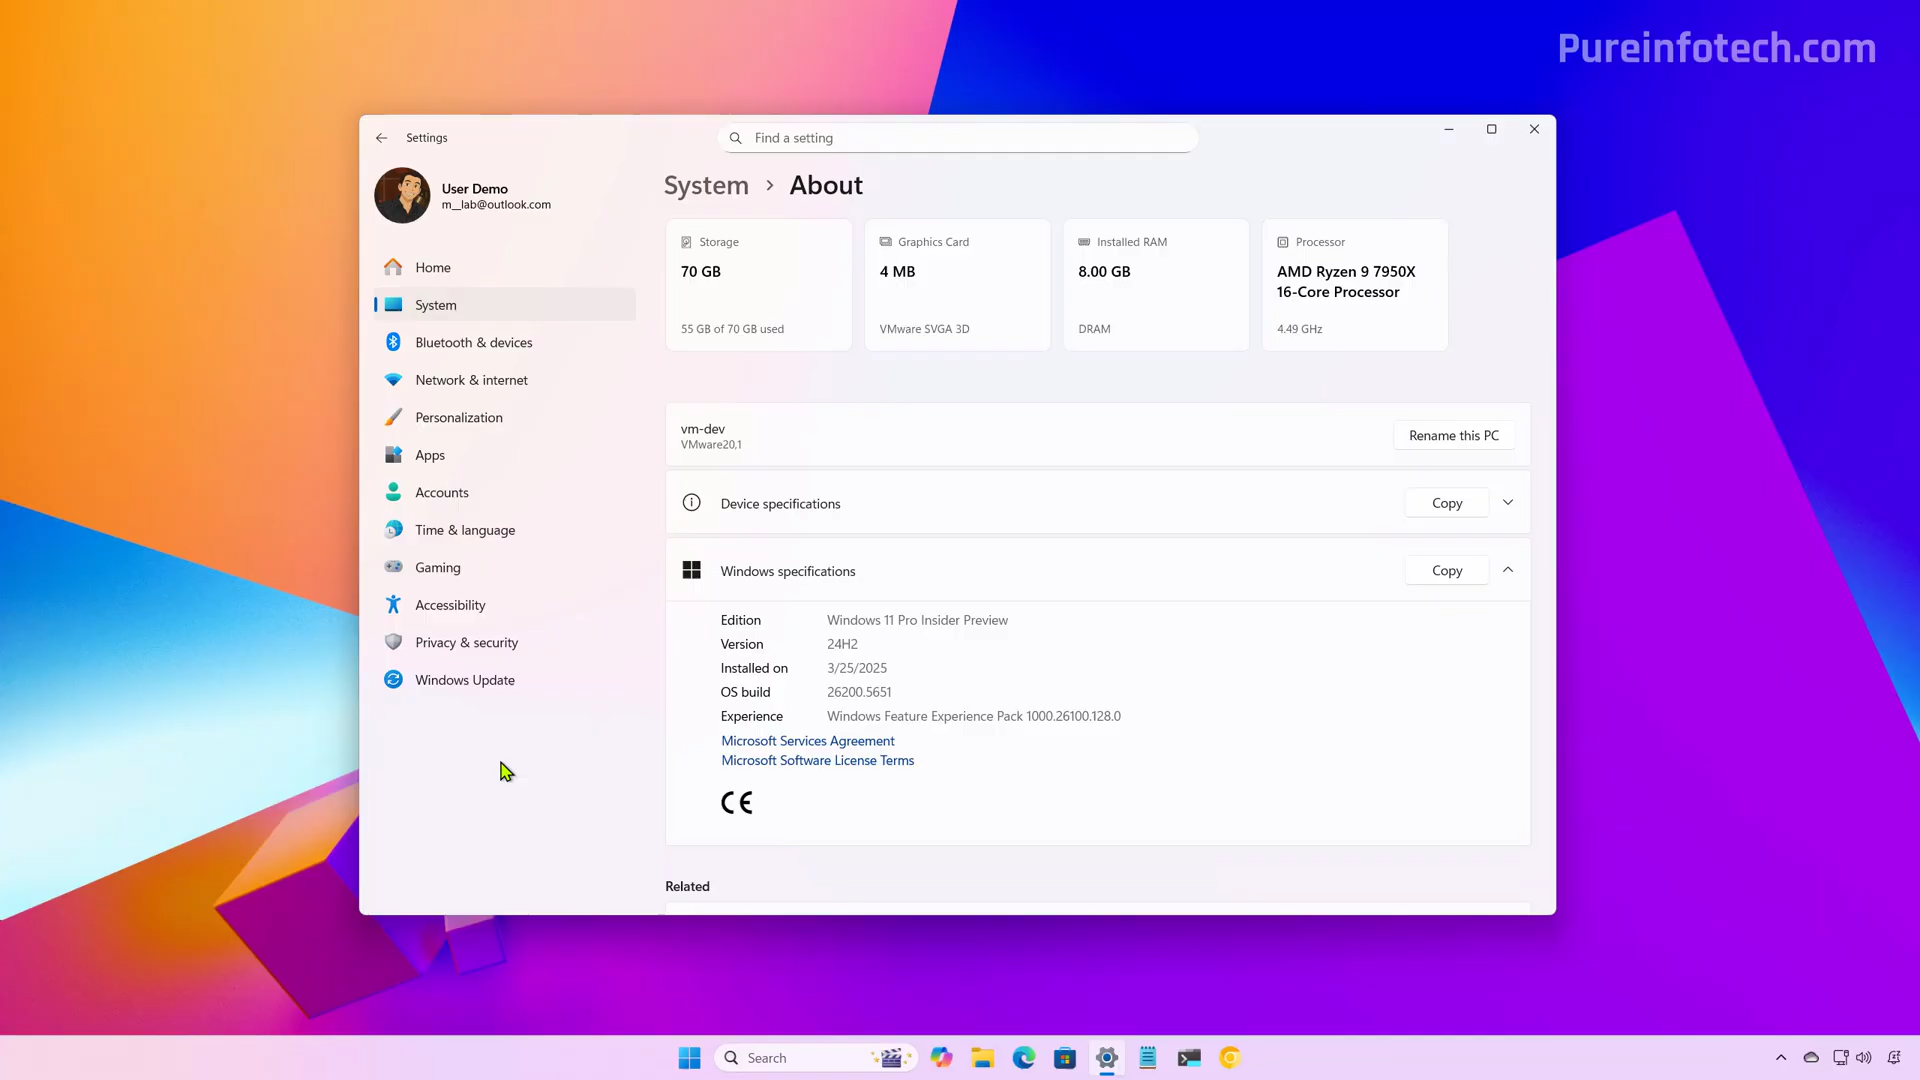 Pureinfotech.com
Settings
Find a setting
User Demo
m__lab@outlook.com
Home
System
Bluetooth & devices
Network & internet
Personalization
Apps
Accounts
Time & language
Gaming
Accessibility
Privacy & security
Windows Update
System > About
Storage
70 GB
55 GB of 70 GB used
Graphics Card
4 MB
VMware SVGA 3D
Installed RAM
8.00 GB
DRAM
Processor
AMD Ryzen 9 7950X
16-Core Processor
4.49 GHz
vm-dev
VMware20,1
Rename this PC
Device specifications
Copy
Windows specifications
Copy
Edition Windows 11 Pro Insider Preview
Version 24H2
Installed on 3/25/2025
OS build 26200.5651
Experience Windows Feature Experience Pack 1000.26100.128.0
Microsoft Services Agreement
Microsoft Software License Terms
CE
Related
Search